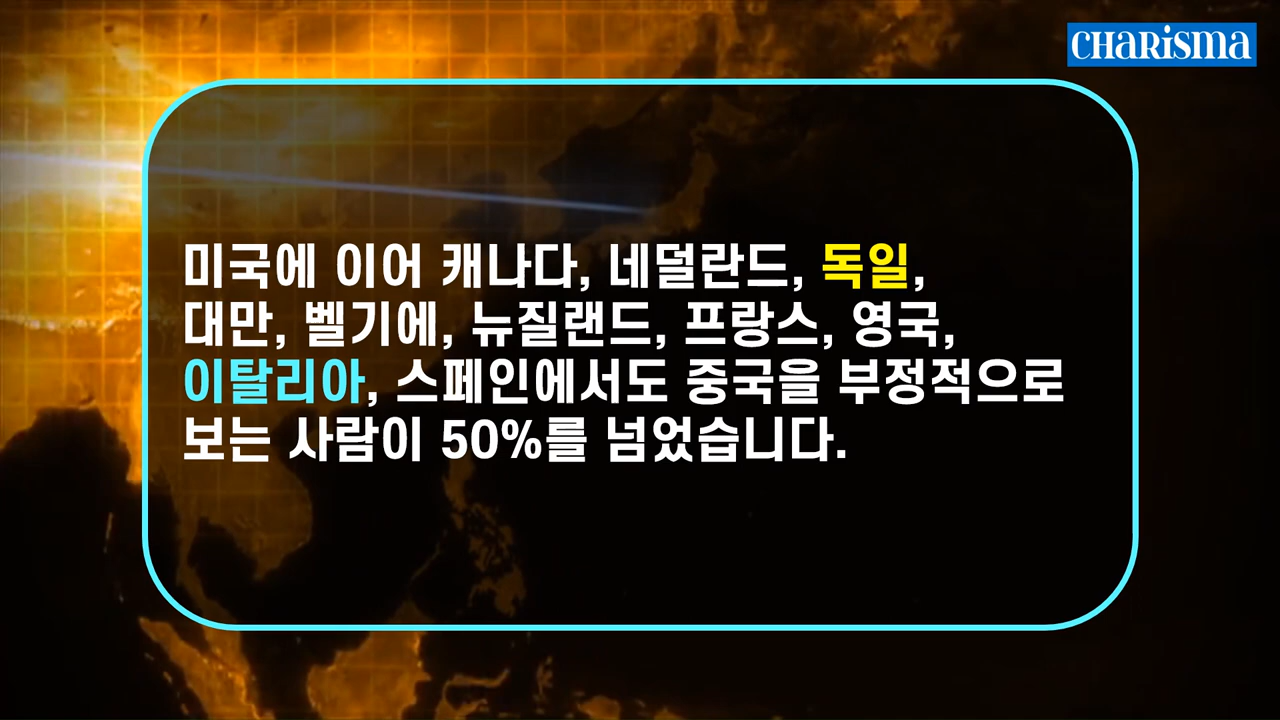 CHARiSMA
미국에 이어 캐나다, 네덜란드, 독일,
대만, 벨기에, 뉴질랜드, 프랑스, 영국,
이탈리아, 스페인에서도 중국을 부정적으로
보는 사람이 50%를 넘었습니다.